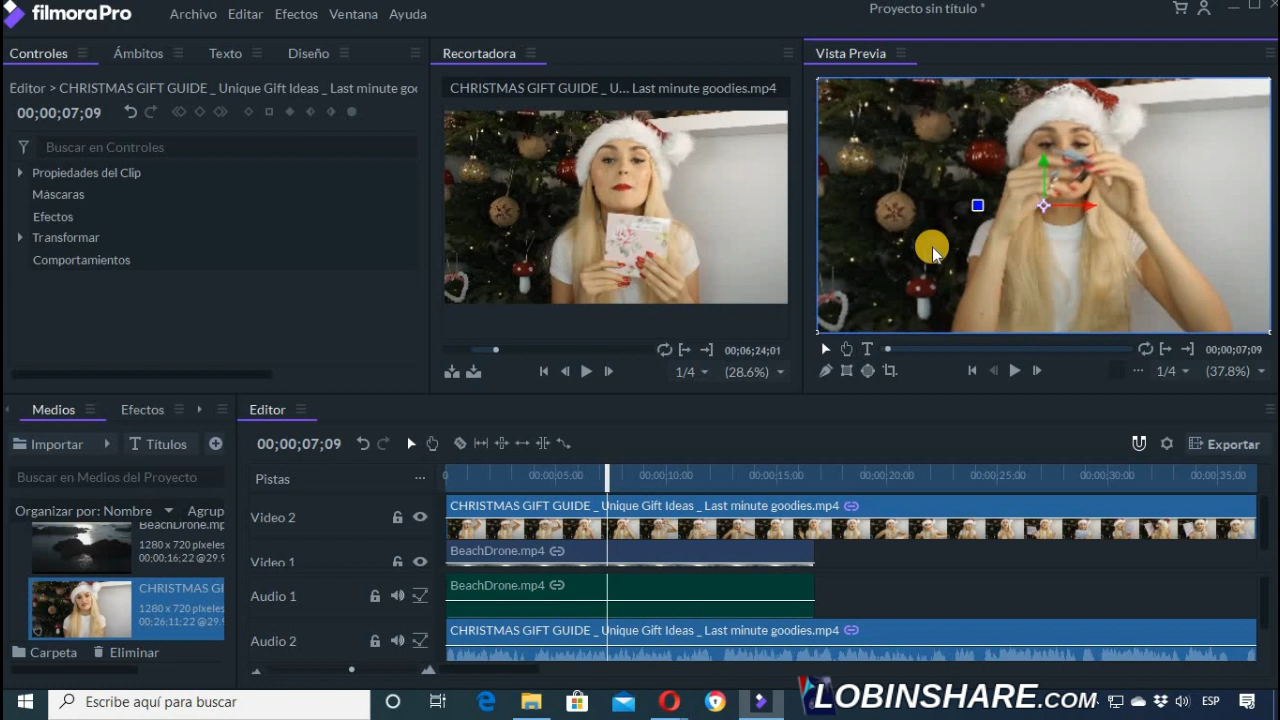 filmoraPro
Archivo Editar Efectos Ventana Ayuda
Proyecto sin título *
Controles Ámbitos Texto Diseño
Editor > CHRISTMAS GIFT GUIDE _ Unique Gift Ideas _ Last minute goo
00;00;07;09
Buscar en Controles
Propiedades del Clip
Máscaras
Efectos
Transformar
Comportamientos
Recortadora
CHRISTMAS GIFT GUIDE _ U... Last minute goodies.mp4
00;06;24;01
1/4 (28.6%)
Vista Previa
00;00;07;09
1/4 (37.8%)
Medios Efectos
Importar Títulos
Buscar en Medios del Proyecto
Organizar por: Nombre Agrup
BeachDrone.mp
1280 x 720 píxeles
00;00;16;22 @29.9
CHRISTMAS GI
1280 x 720 píxeles
00;26;11;22 @29.9
Carpeta Eliminar
Editor
00;00;07;09
Exportar
Pistas
0 00;00;05;00 00;00;10;00 00;00;15;00 00;00;20;00 00;00;25;00 00;00;30;00 00;00;35;00
Video 2
CHRISTMAS GIFT GUIDE _ Unique Gift Ideas _ Last minute goodies.mp4
Video 1
BeachDrone.mp4
Audio 1
BeachDrone.mp4
Audio 2
CHRISTMAS GIFT GUIDE _ Unique Gift Ideas _ Last minute goodies.mp4
Escribe aquí para buscar
LOBINSHARE.COM
ESP